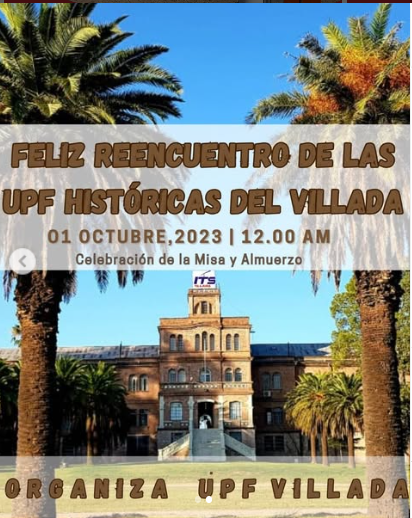 FELIZ REENCUENTRO DE LAS
UPF HISTÓRICAS DEL VILLADA
01 OCTUBRE,2023 | 12.00 AM
Celebración de la Misa y Almuerzo
ITS
VILLADA
ORGANIZA UPF VILLADA